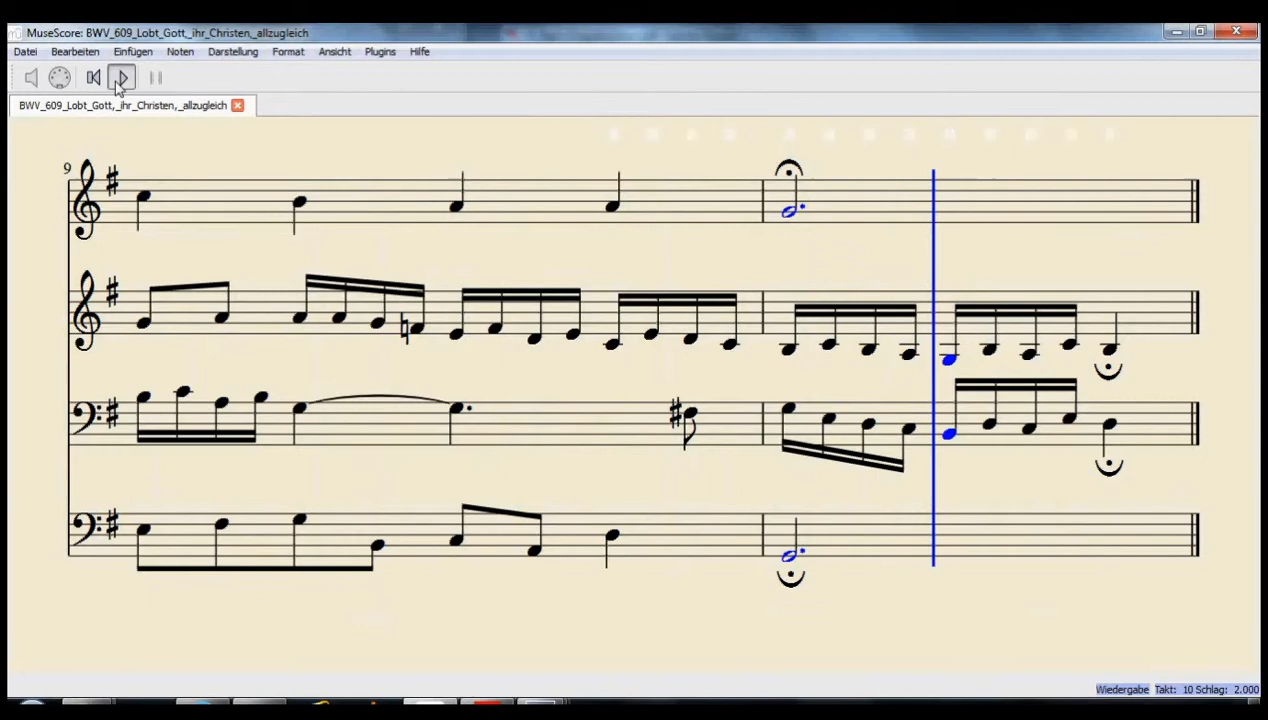 MuseScore: BWV_609_Lobt_Gott,_ihr_Christen,_allzugleich
Datei Bearbeiten Einfügen Noten Darstellung Format Ansicht Plugins Hilfe
BWV_609_Lobt_Gott,_ihr_Christen,_allzugleich
9
Wiedergabe Takt: 10 Schlag: 2.000